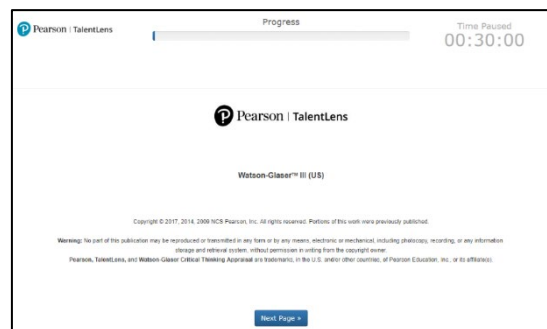 Pearson | TalentLens
Progress
Time Paused
00:30:00
Pearson | TalentLens
Watson-Glaser™ III (US)
Copyright © 2017, 2014, 2009 NCS Pearson, Inc. All rights reserved. Portions of this work were previously published.
Warning: No part of this publication may be reproduced or transmitted in any form or by any means, electronic or mechanical, including photocopy, recording, or any information
storage and retrieval system, without permission in writing from the copyright owner.
Pearson, TalentLens, and Watson-Glaser Critical Thinking Appraisal are trademarks, in the U.S. and/or other countries, of Pearson Education, Inc., or its affiliate(s).
Next Page »